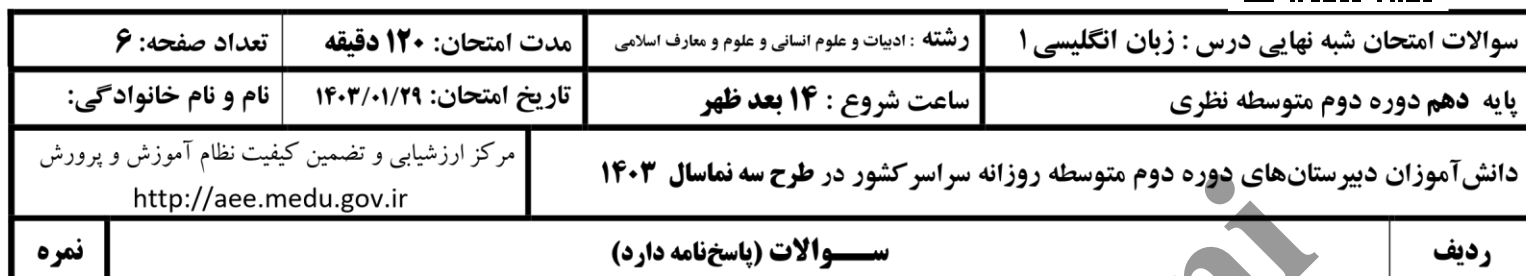 سوالات امتحان شبه نهایی درس : زبان انگلیسی ۱ رشته : ادبیات و علوم انسانی و علوم و معارف اسلامی مدت امتحان: ۱۲۰ دقیقه تعداد صفحه: ۶
پایه دهم دوره دوم متوسطه نظری ساعت شروع : ۱۴ بعد ظهر تاریخ امتحان: ۱۴۰۳/۰۱/۲۹ نام و نام خانوادگی:
دانش‌آموزان دبیرستان‌های دوره دوم متوسطه روزانه سراسر کشور در طرح سه نماسال ۱۴۰۳ مرکز ارزشیابی و تضمین کیفیت نظام آموزش و پرورش
http://aee.medu.gov.ir
ردیف ســـوالات (پاسخ‌نامه دارد) نمره